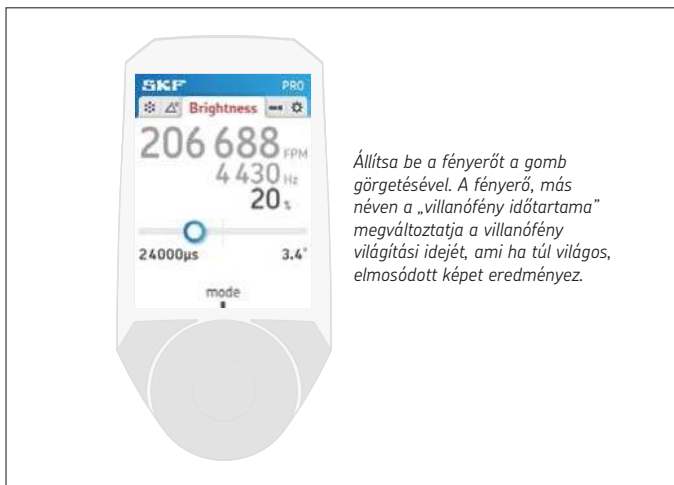 SKF PRO
Brightness
206 688 FPM
4 430 Hz
20 %
24000µs 3.4°
mode
Állítsa be a fényerőt a gomb
görgetésével. A fényerő, más
néven a „villanófény időtartama”
megváltoztatja a villanófény
világítási idejét, ami ha túl világos,
elmosódott képet eredményez.